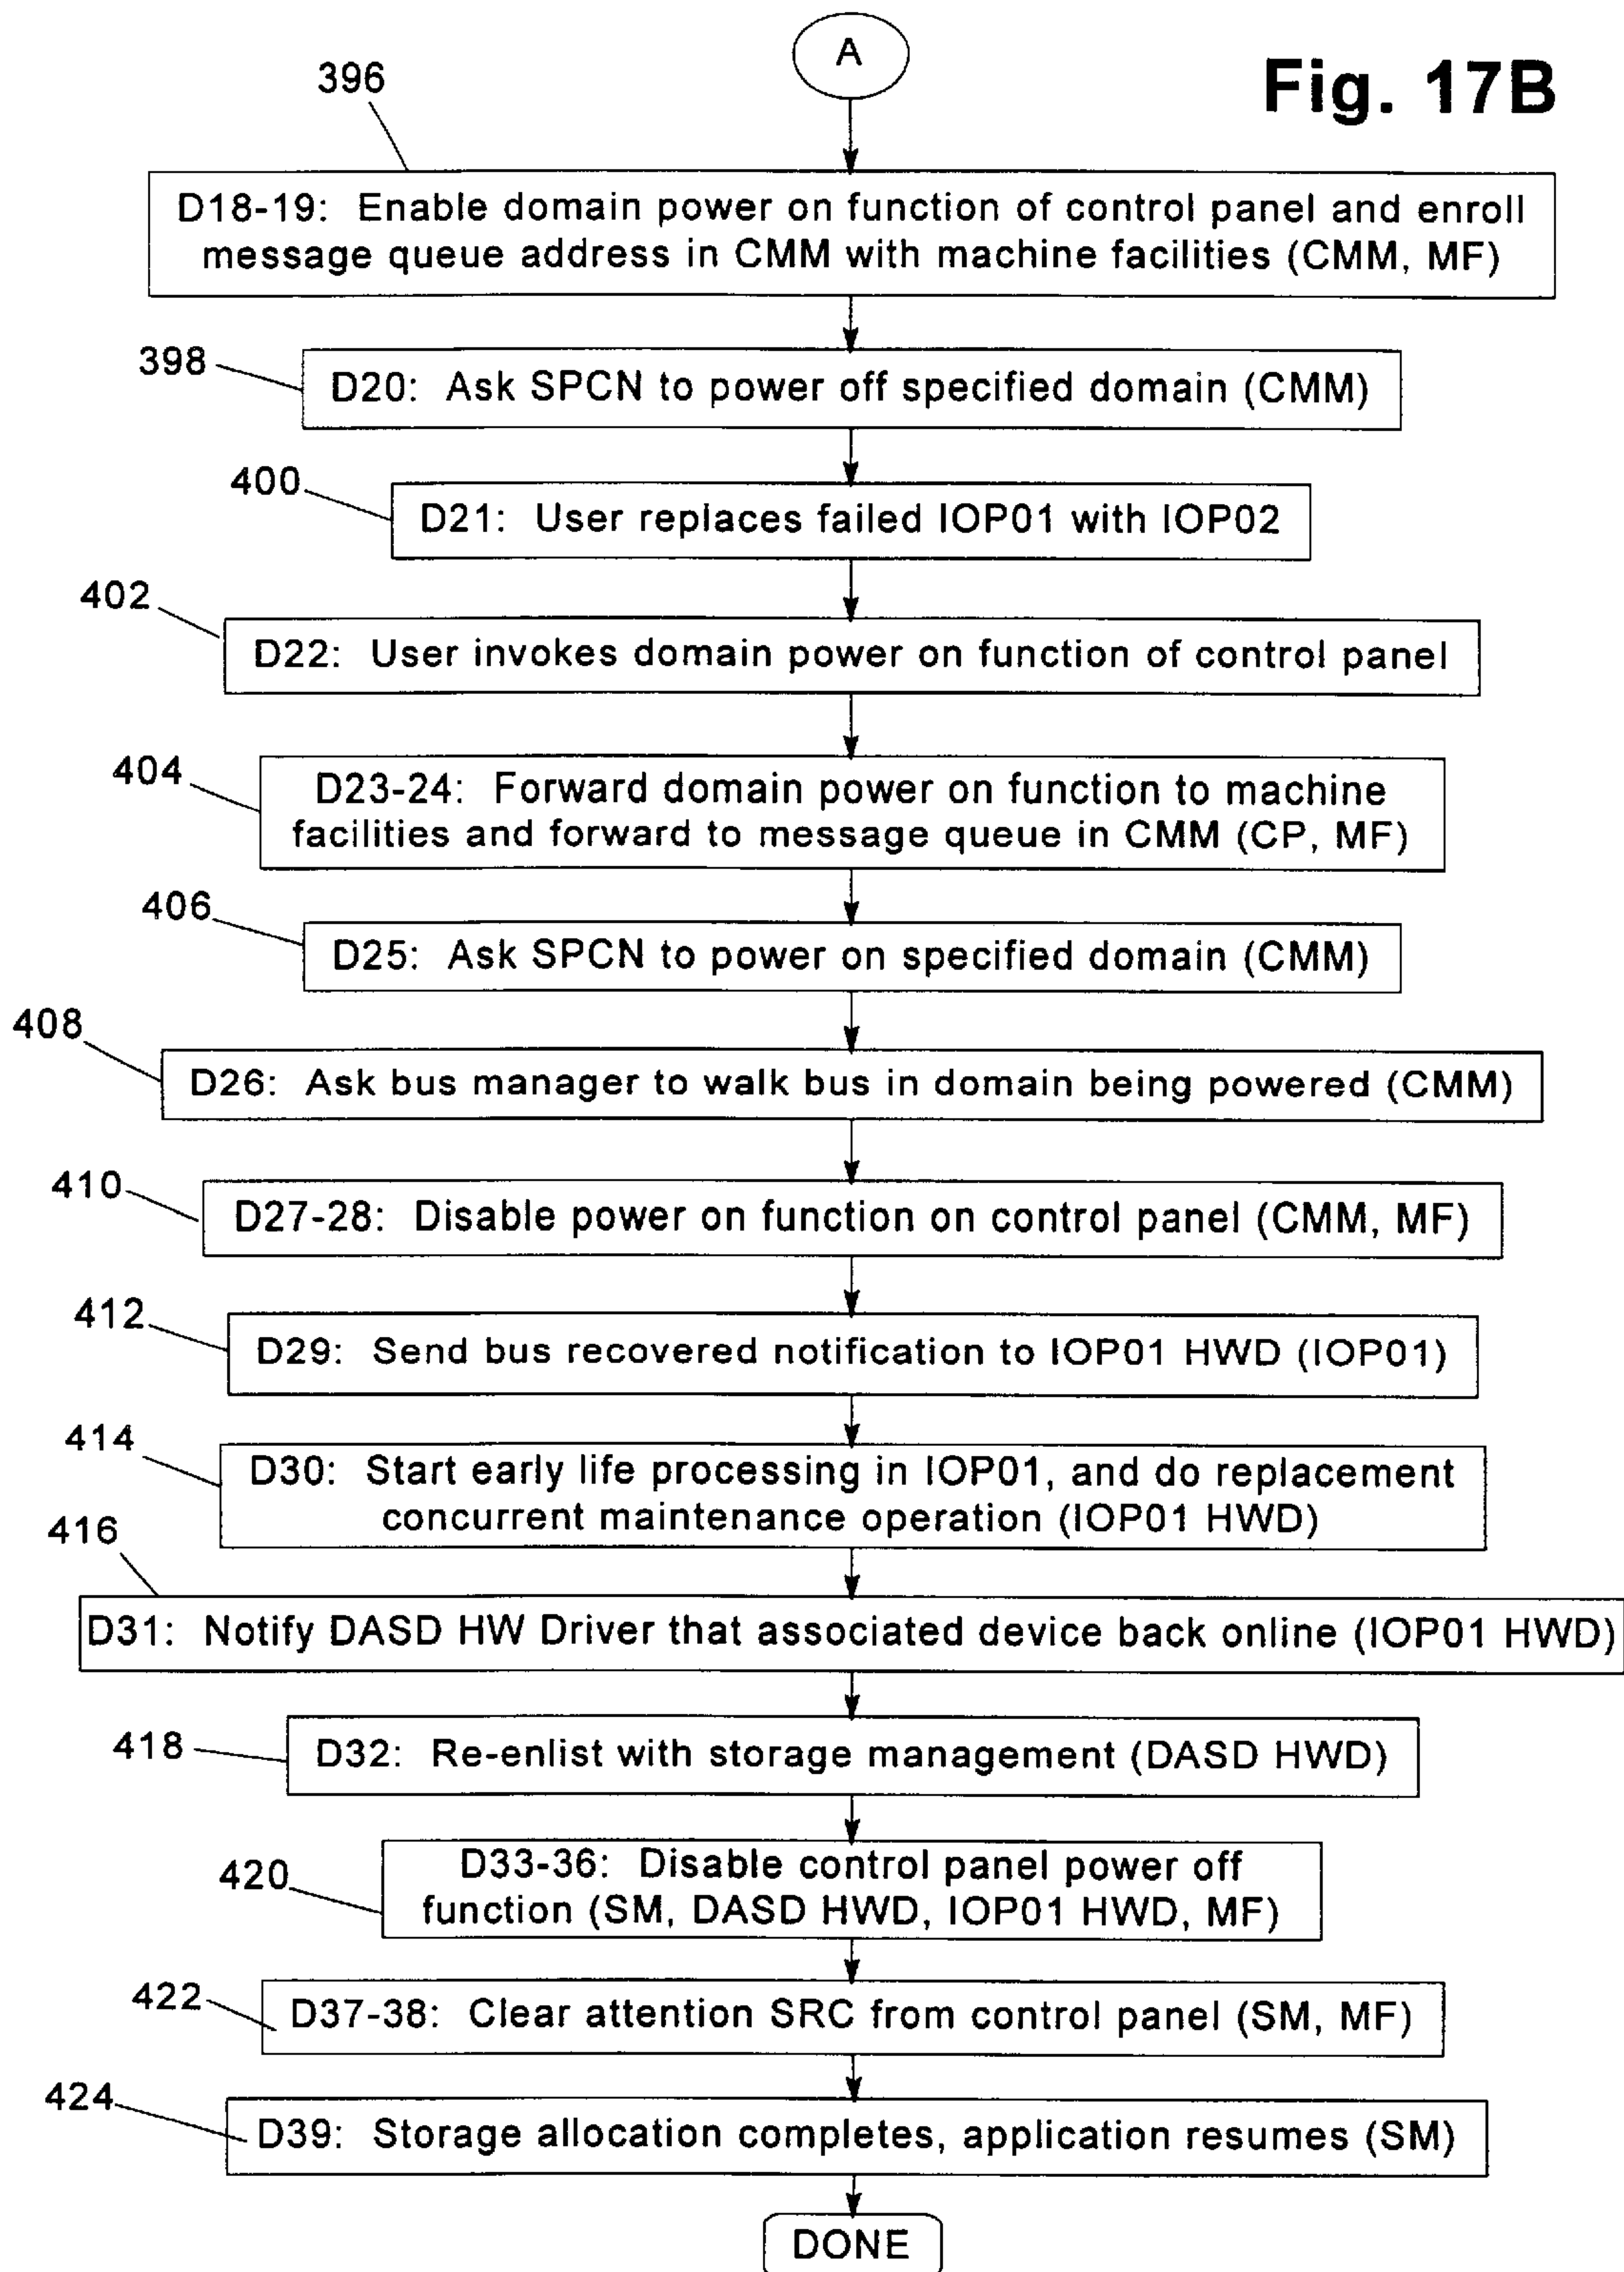 A
Fig. 17B
396
D18-19: Enable domain power on function of control panel and enroll
message queue address in CMM with machine facilities (CMM, MF)
398
D20: Ask SPCN to power off specified domain (CMM)
400
D21: User replaces failed IOP01 with IOP02
402
D22: User invokes domain power on function of control panel
404
D23-24: Forward domain power on function to machine
facilities and forward to message queue in CMM (CP, MF)
406
D25: Ask SPCN to power on specified domain (CMM)
408
D26: Ask bus manager to walk bus in domain being powered (CMM)
410
D27-28: Disable power on function on control panel (CMM, MF)
412
D29: Send bus recovered notification to IOP01 HWD (IOP01)
414
D30: Start early life processing in IOP01, and do replacement
concurrent maintenance operation (IOP01 HWD)
416
D31: Notify DASD HW Driver that associated device back online (IOP01 HWD)
418
D32: Re-enlist with storage management (DASD HWD)
420
D33-36: Disable control panel power off
function (SM, DASD HWD, IOP01 HWD, MF)
422
D37-38: Clear attention SRC from control panel (SM, MF)
424
D39: Storage allocation completes, application resumes (SM)
DONE